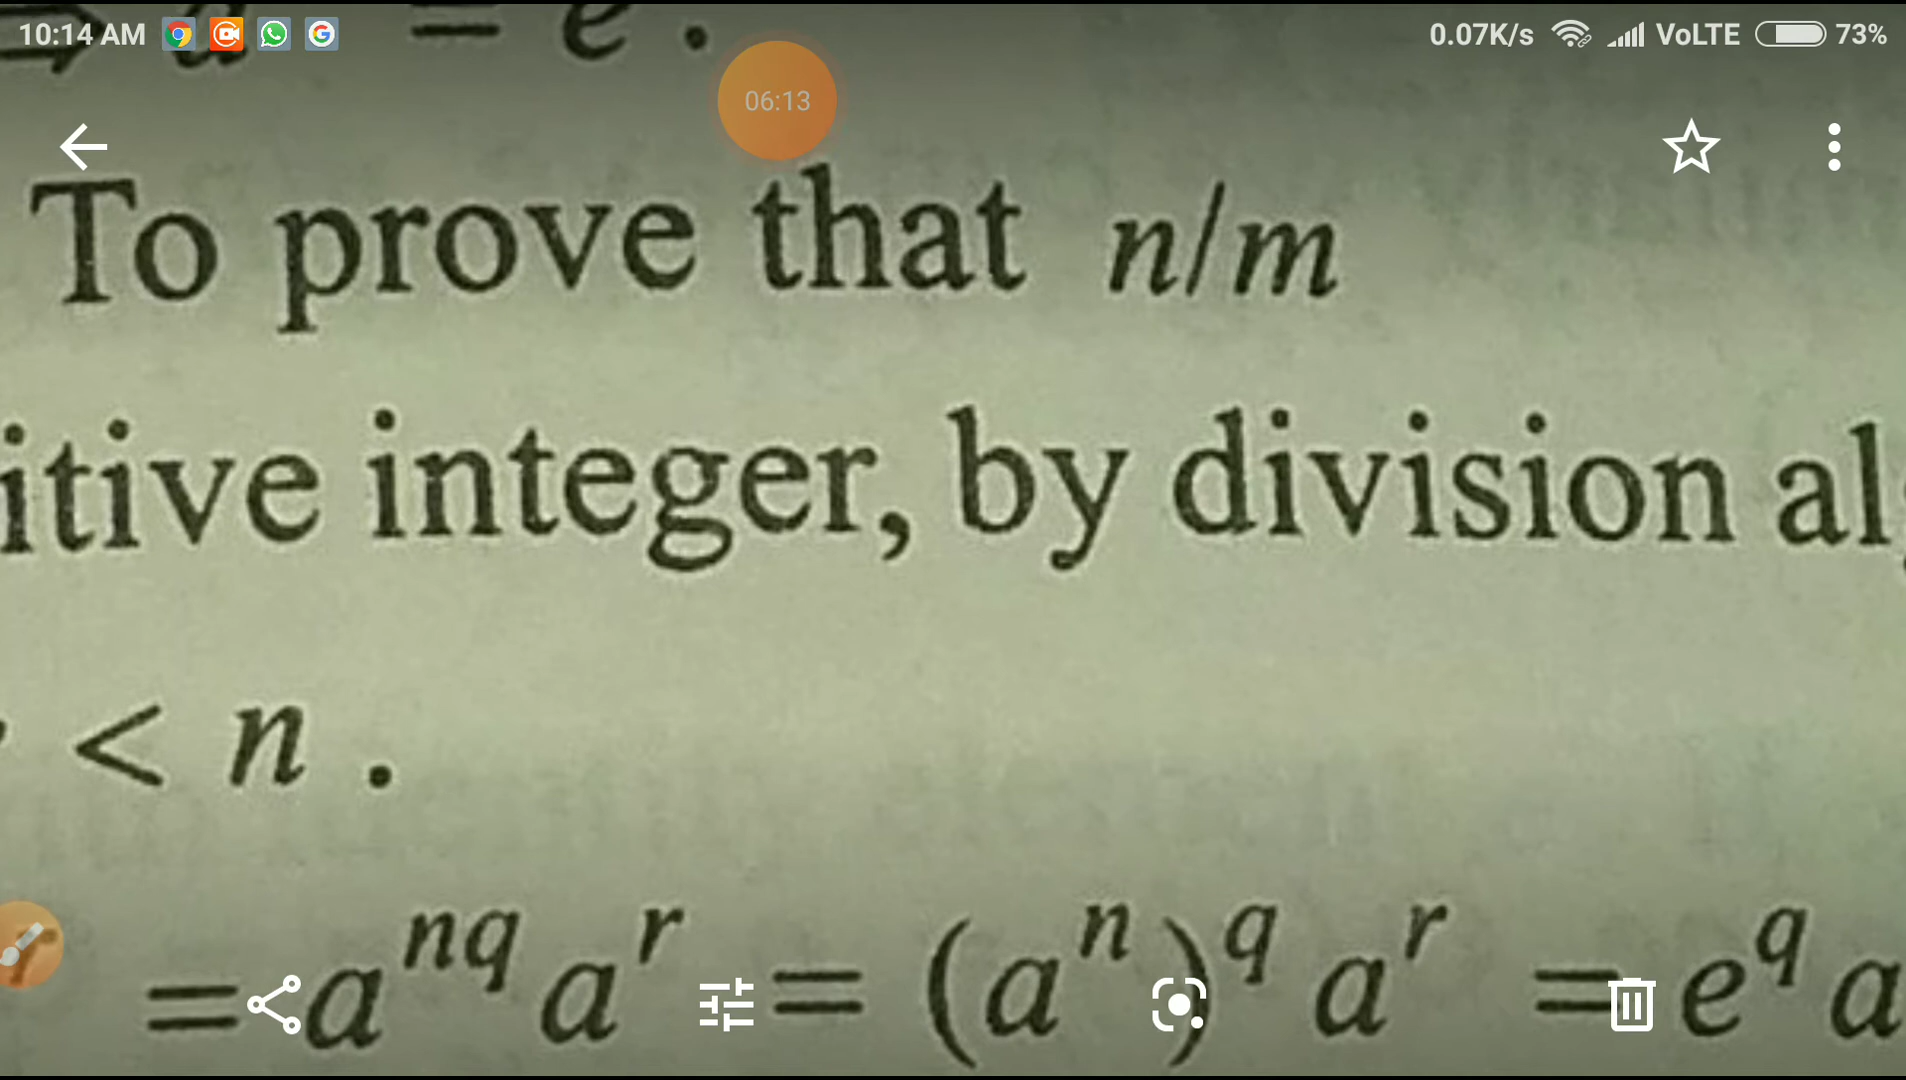 10:14 AM 0.07K/s VoLTE 73%
= e .
06:13
To prove that n/m
itive integer, by division al
< n .
= a^{nq} a^r = (a^n)^q a^r = e^q a